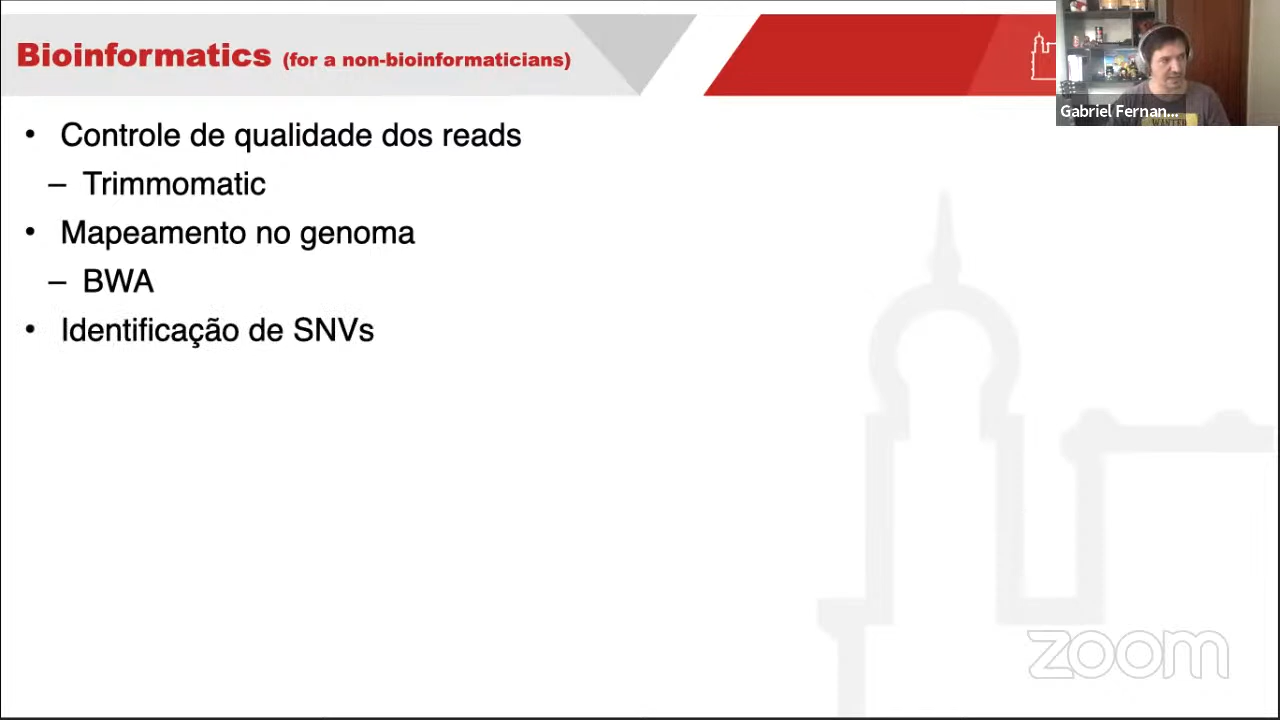 Bioinformatics (for a non-bioinformaticians)
Gabriel Fernan...
WANTED
• Controle de qualidade dos reads
– Trimmomatic
• Mapeamento no genoma
– BWA
• Identificação de SNVs
zoom